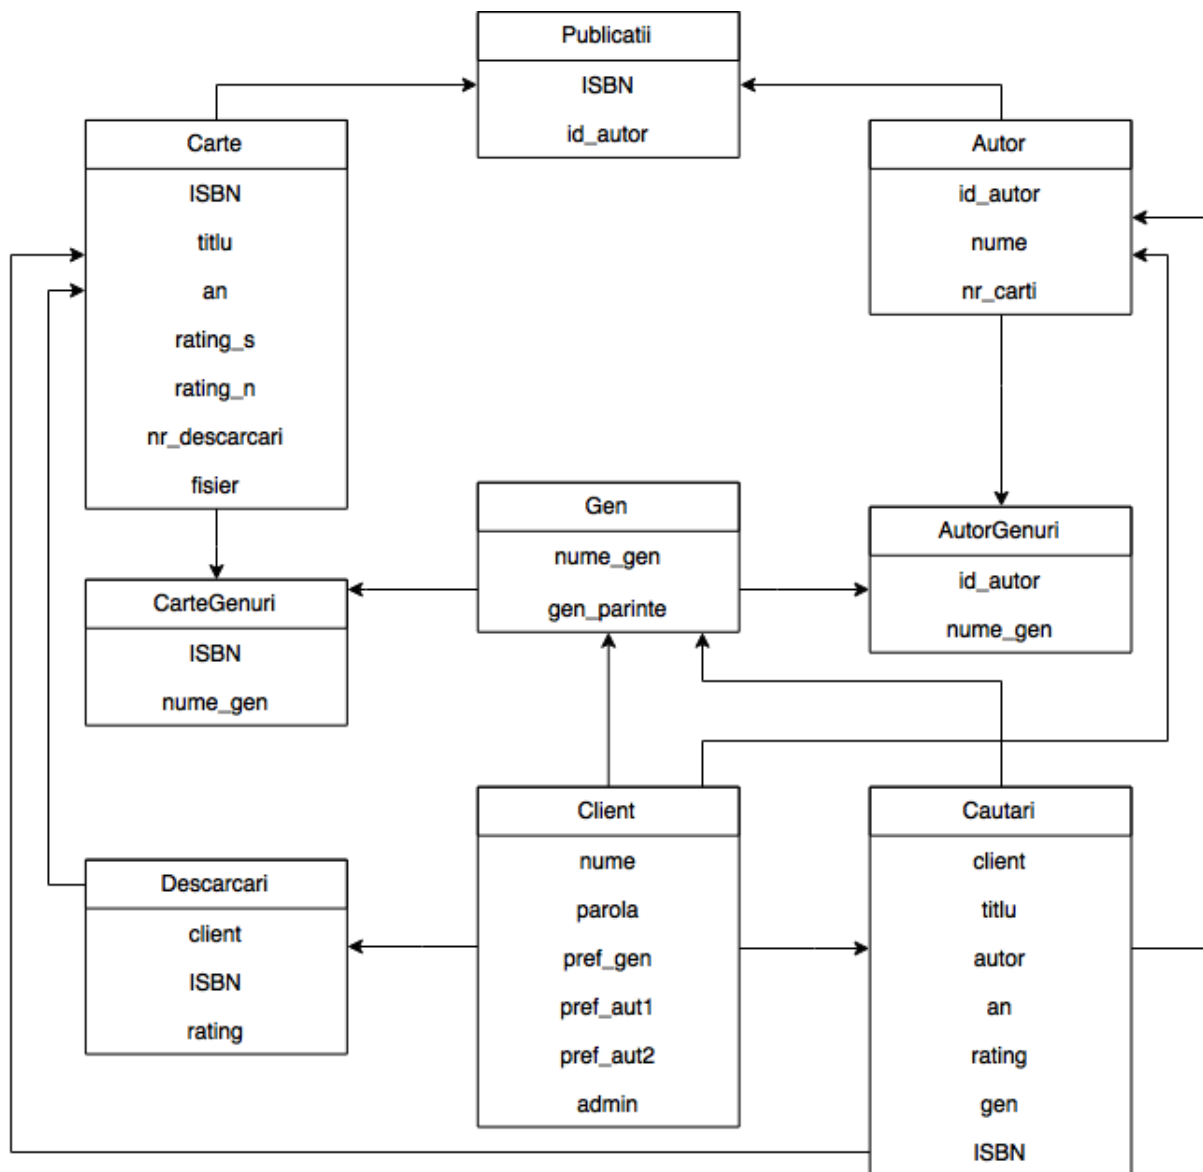 Publicatii
ISBN
id_autor
Carte
ISBN
titlu
an
rating_s
rating_n
nr_descarcari
fisier
Autor
id_autor
nume
nr_carti
Gen
nume_gen
gen_parinte
AutorGenuri
id_autor
nume_gen
CarteGenuri
ISBN
nume_gen
Descarcari
client
ISBN
rating
Client
nume
parola
pref_gen
pref_aut1
pref_aut2
admin
Cautari
client
titlu
autor
an
rating
gen
ISBN